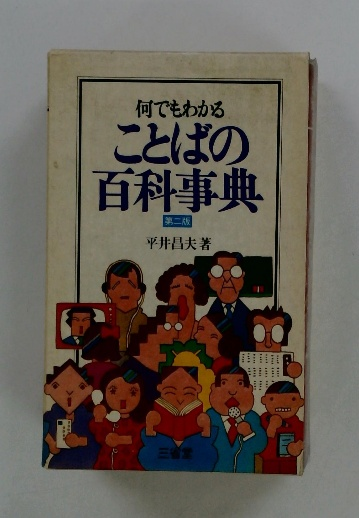 何でもわかる
ことばの
百科事典
第二版
平井昌夫著
三省堂